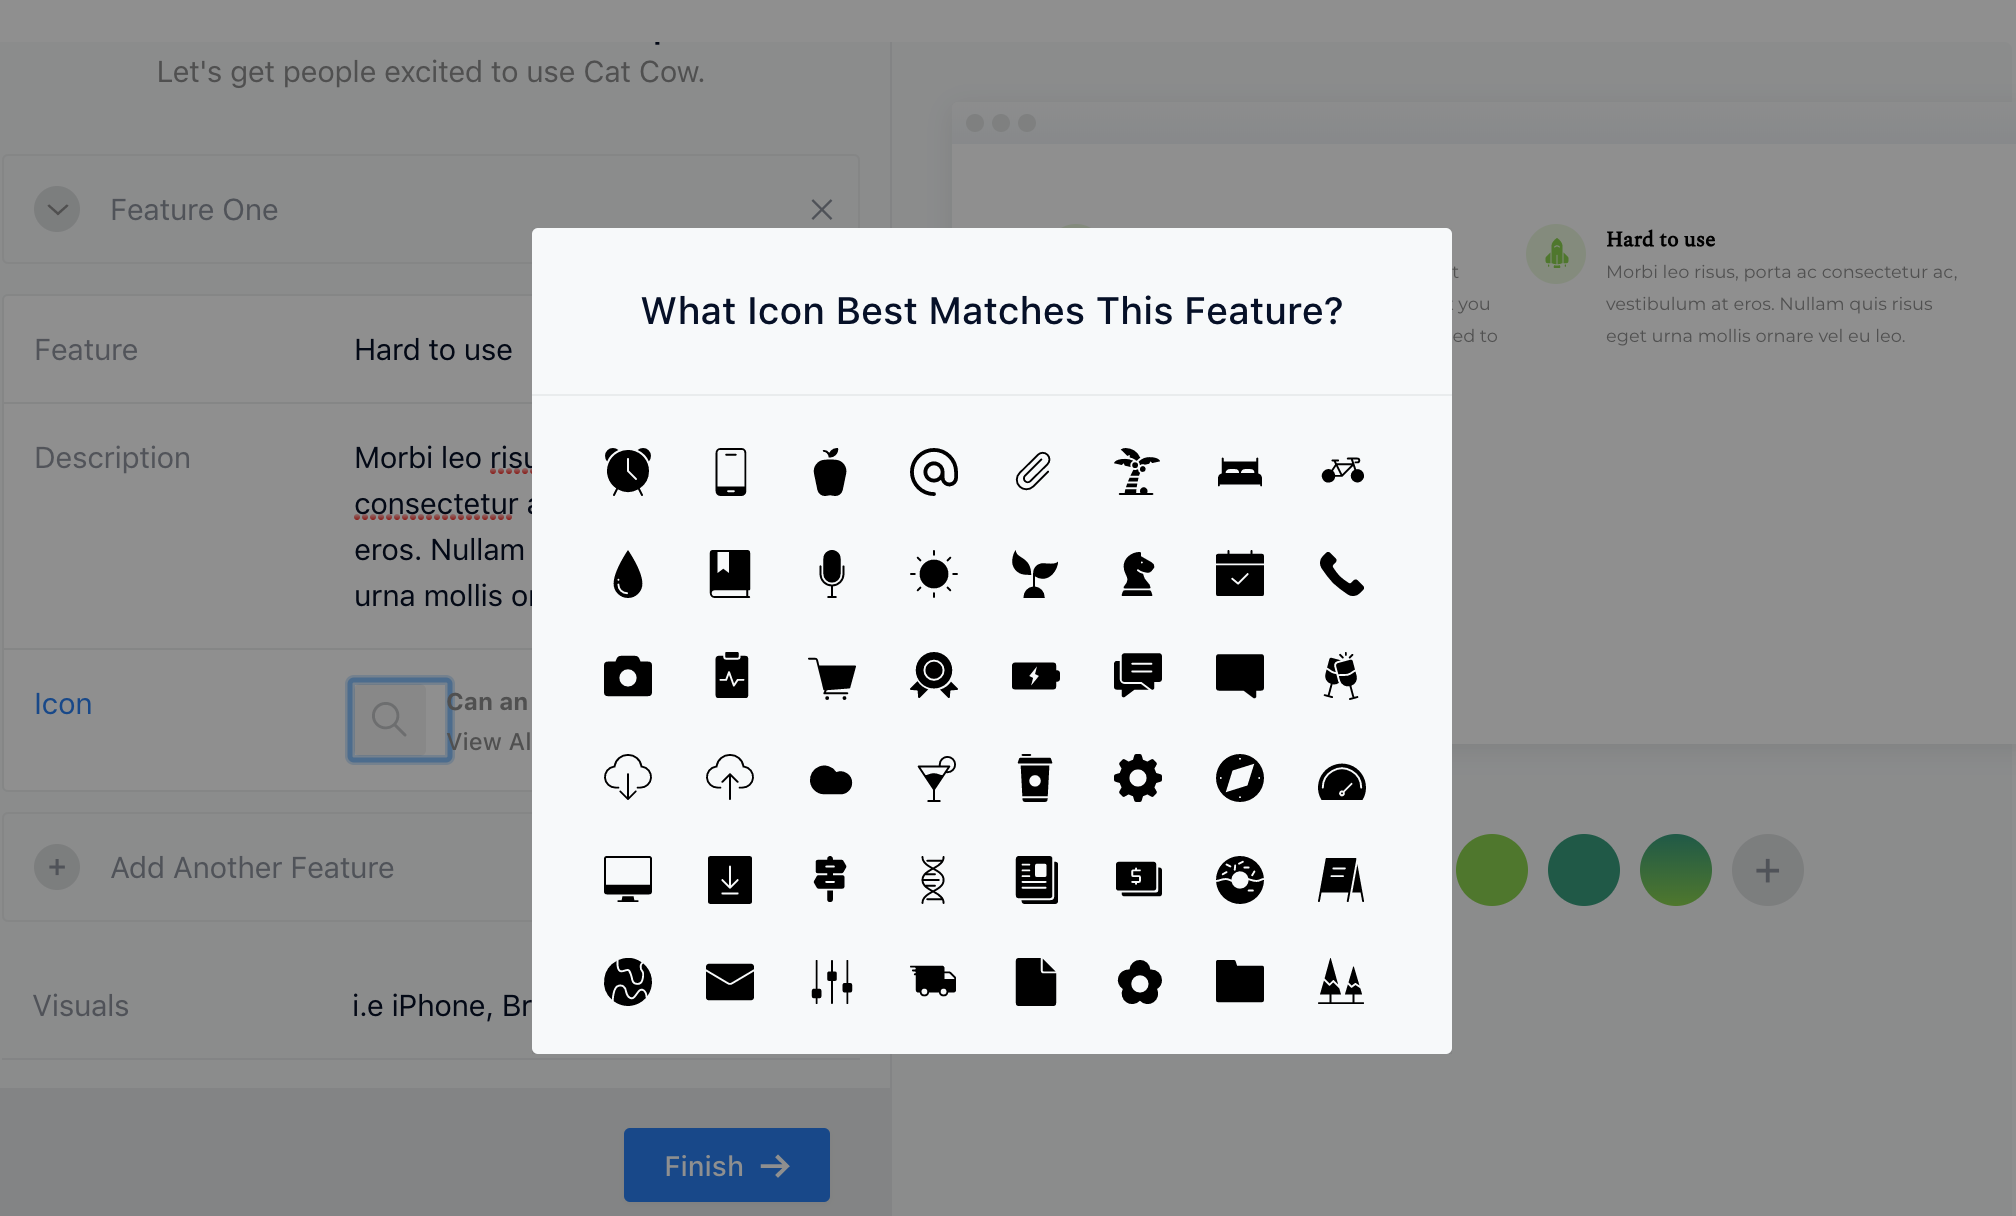 Let's get people excited to use Cat Cow.
Feature One
What Icon Best Matches This Feature?
Feature
Hard to use
Description
Morbi leo
consectetur
eros. Nullam
urna mollis
Icon
Can an
View
Add Another Feature
Visuals
i.e iPhone,
Finish
Hard to use
Morbi leo risus, porta ac consectetur ac,
vestibulum at eros. Nullam quis risus
eget urna mollis ornare vel eu leo.
you
ed to
$